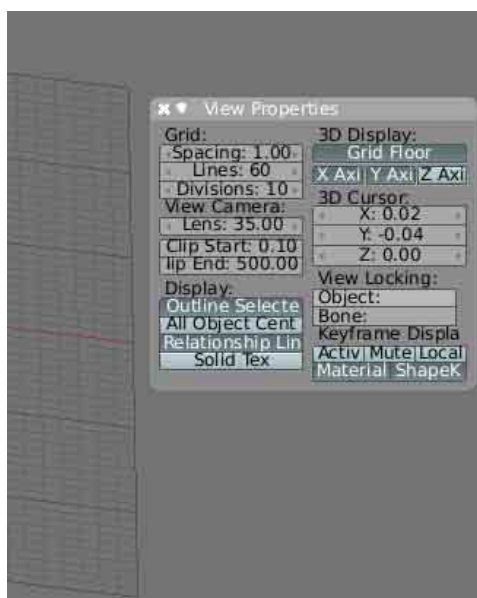 View Properties
Grid:
Spacing: 1.00
Lines: 60
Divisions: 10
View Camera:
Lens: 35.00
Clip Start: 0.10
lip End: 500.00
Display:
Outline Selecte
All Object Cent
Relationship Lin
Solid Tex
3D Display:
Grid Floor
X Axi Y Axi Z Axi
3D Cursor:
X: 0.02
Y: -0.04
Z: 0.00
View Locking:
Object:
Bone:
Keyframe Displa
Activ Mute Local
Material ShapeK